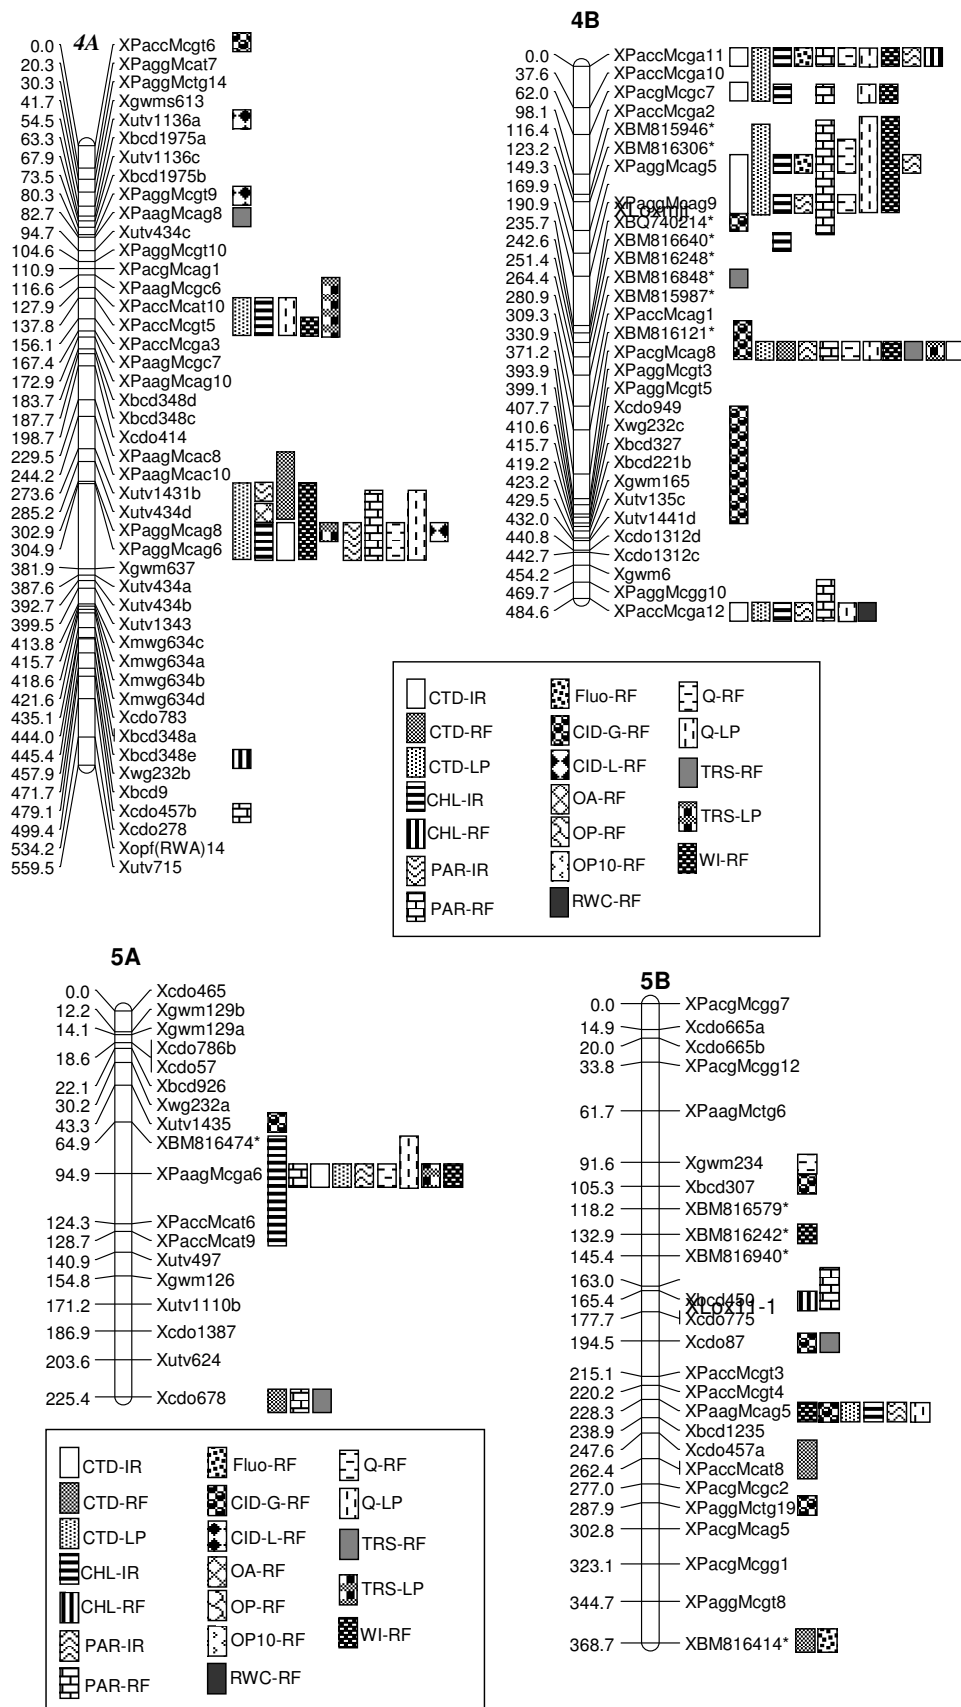 4A
0.0 XPaccMcgt6
20.3 XPaggMcat7
30.3 XPaggMctg14
41.7 Xgwms613
54.5 Xutv1136a
63.3 Xbcd1975a
67.9 Xutv1136c
73.5 Xbcd1975b
80.3 XPaggMcgt9
82.7 XPaagMcag8
94.7 Xutv434c
104.6 XPaggMcgt10
110.9 XPacgMcag1
116.6 XPaagMcgc6
127.9 XPaccMcat10
137.8 XPaccMcgt5
156.1 XPaccMcga3
167.4 XPaagMcgc7
172.9 XPaagMcag10
183.7 Xbcd348d
187.7 Xbcd348c
198.7 Xcdo414
229.5 XPaagMcac8
244.2 XPaagMcac10
273.6 Xutv1431b
285.2 Xutv434d
302.9 XPaggMcag8
304.9 XPaggMcag6
381.9 Xgwm637
387.6 Xutv434a
392.7 Xutv434b
399.5 Xutv1343
413.8 Xmwg634c
415.7 Xmwg634a
418.6 Xmwg634b
421.6 Xmwg634d
435.1 Xcdo783
444.0 Xbcd348a
445.4 Xbcd348e
457.9 Xwg232b
471.7 Xbcd9
479.1 Xcdo457b
499.4 Xcdo278
534.2 Xopf(RWA)14
559.5 Xutv715
4B
0.0 XPaccMcga11
37.6 XPaccMcga10
62.0 XPacgMcgc7
98.1 XPaccMcga2
116.4 XBM815946*
123.2 XBM816306*
149.3 XPaggMcag5
169.9
190.9 XPaggMcag9
235.7 XBQ740214*
242.6 XBM816640*
251.4 XBM816248*
264.4 XBM816848*
280.9 XBM815987*
309.3 XPaccMcag1
330.9 XBM816121*
371.2 XPacgMcag8
393.9 XPaggMcgt3
399.1 XPaggMcgt5
407.7 Xcdo949
410.6 Xwg232c
415.7 Xbcd327
419.2 Xbcd221b
423.2 Xgwm165
429.5 Xutv135c
432.0 Xutv1441d
440.8 Xcdo1312d
442.7 Xcdo1312c
454.2 Xgwm6
469.7 XPaggMcgg10
484.6 XPaccMcga12
CTD-IR Fluo-RF Q-RF
CTD-RF CID-G-RF Q-LP
CTD-LP CID-L-RF TRS-RF
CHL-IR OA-RF TRS-LP
CHL-RF OP-RF WI-RF
PAR-IR OP10-RF
PAR-RF RWC-RF
5A
0.0 Xcdo465
12.2 Xgwm129b
14.1 Xgwm129a
18.6 Xcdo786b
Xcdo57
22.1 Xbcd926
30.2 Xwg232a
43.3 Xutv1435
64.9 XBM816474*
94.9 XPaagMcga6
124.3 XPaccMcat6
128.7 XPaccMcat9
140.9 Xutv497
154.8 Xgwm126
171.2 Xutv1110b
186.9 Xcdo1387
203.6 Xutv624
225.4 Xcdo678
CTD-IR Fluo-RF Q-RF
CTD-RF CID-G-RF Q-LP
CTD-LP CID-L-RF TRS-RF
CHL-IR OA-RF TRS-LP
CHL-RF OP-RF WI-RF
PAR-IR OP10-RF
PAR-RF RWC-RF
5B
0.0 XPacgMcgg7
14.9 Xcdo665a
20.0 Xcdo665b
33.8 XPacgMcgg12
61.7 XPaagMctg6
91.6 Xgwm234
105.3 Xbcd307
118.2 XBM816579*
132.9 XBM816242*
145.4 XBM816940*
163.0 XLpx11-1
165.4 Xbcd450
177.7 Xcdo775
194.5 Xcdo87
215.1 XPaccMcgt3
220.2 XPaccMcgt4
228.3 XPaagMcag5
238.9 Xbcd1235
247.6 Xcdo457a
262.4 XPaccMcat8
277.0 XPacgMcgc2
287.9 XPaggMctg19
302.8 XPacgMcag5
323.1 XPacgMcgg1
344.7 XPaggMcgt8
368.7 XBM816414*